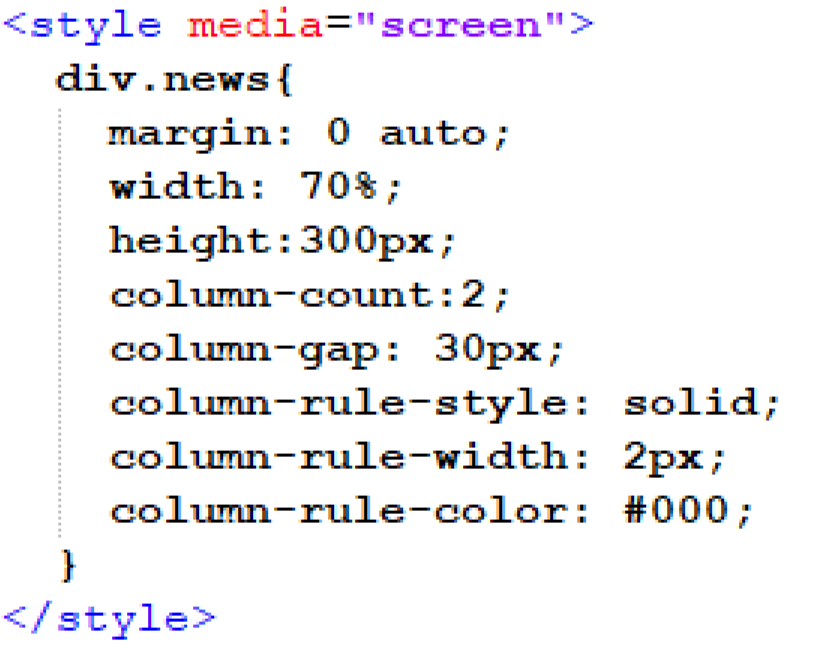 <style media="screen">
div.news{
margin: 0 auto;
width: 70%;
height:300px;
column-count:2;
column-gap: 30px;
column-rule-style: solid;
column-rule-width: 2px;
column-rule-color: #000;
}
</style>